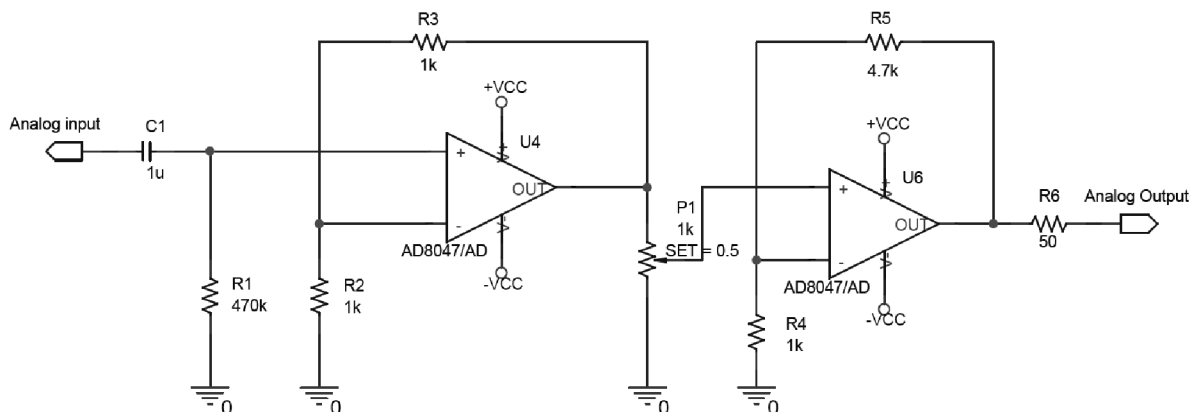 R3
1k
R5
4.7k
+VCC
+VCC
Analog input
C1
1u
+
V+
U4
OUT
-
V-
AD8047/AD
-VCC
P1
1k
SET = 0.5
+
V+
U6
OUT
-
V-
AD8047/AD
-VCC
R6
50
Analog Output
R1
470k
R2
1k
R4
1k
0
0
0
0